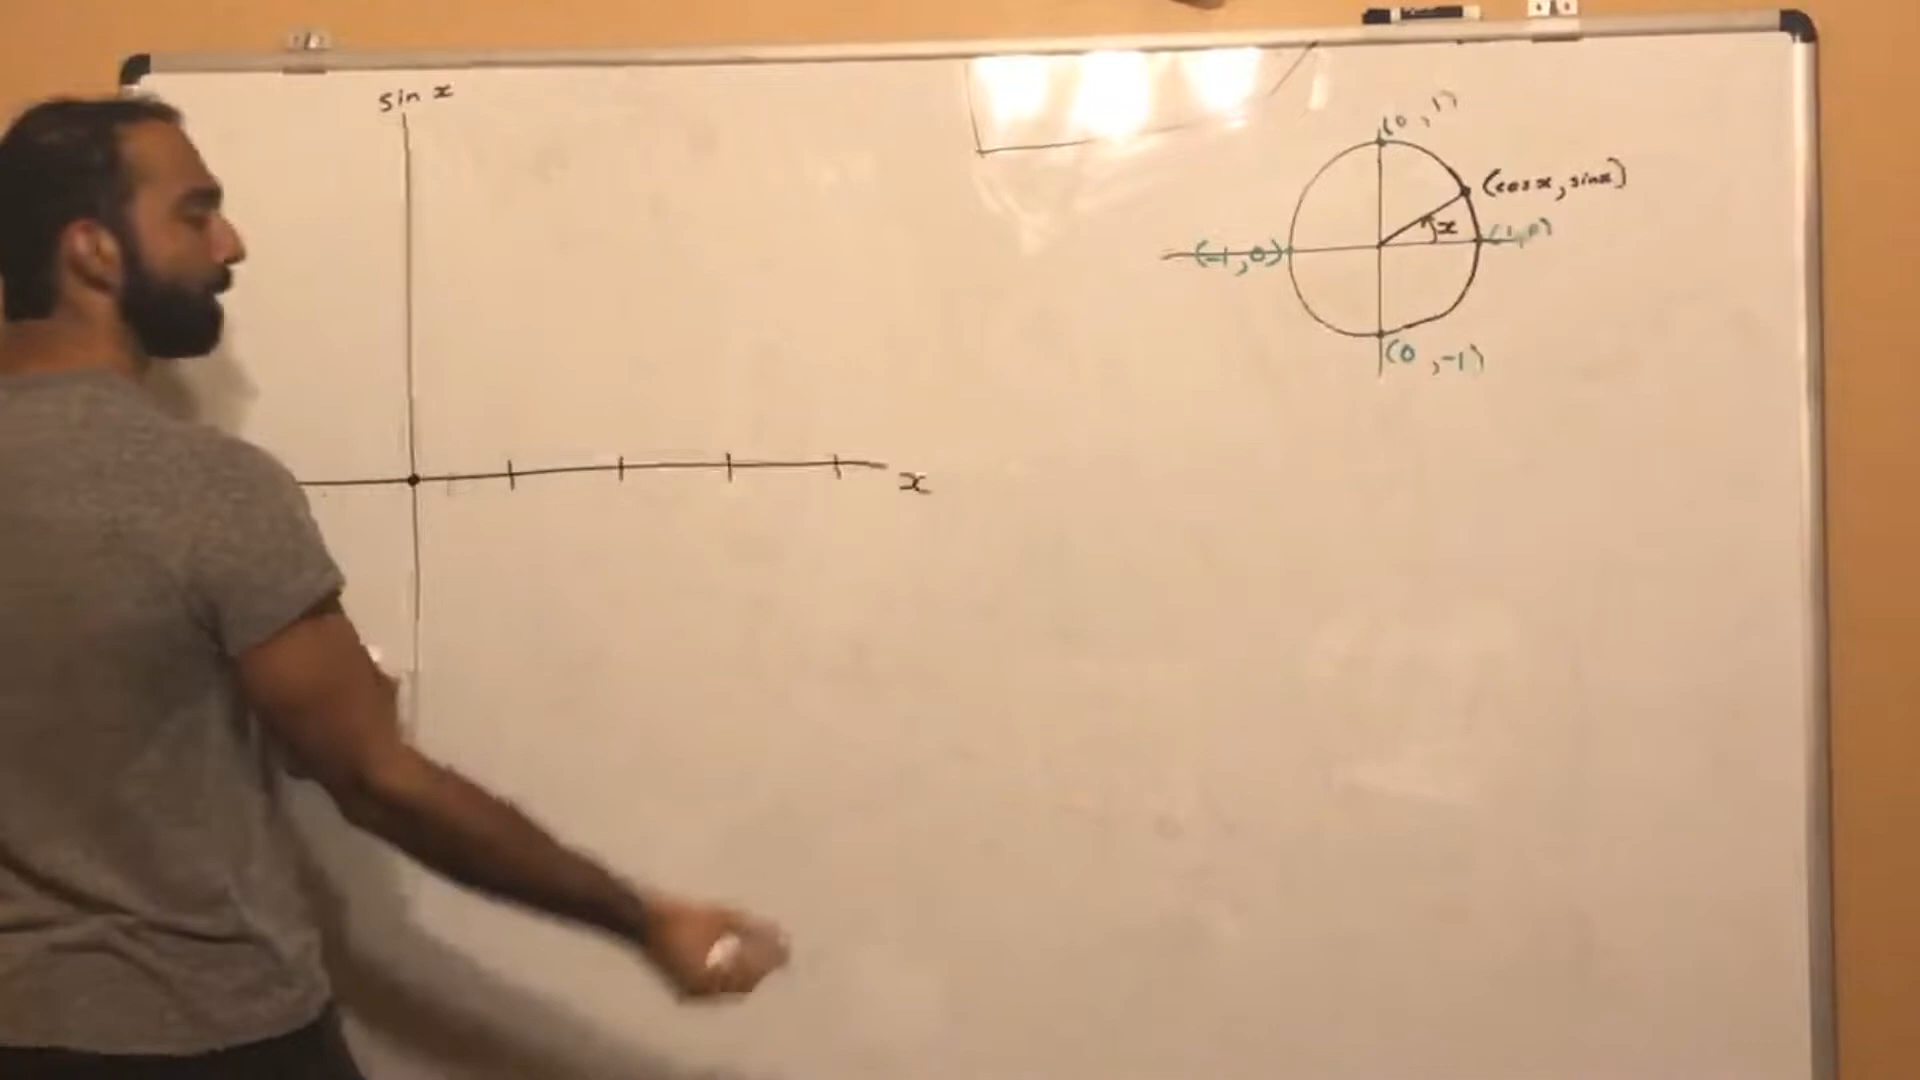 sin x
x
(0, 1)
(cos x, sin x)
x
(-1, 0)
(1, 0)
(0, -1)